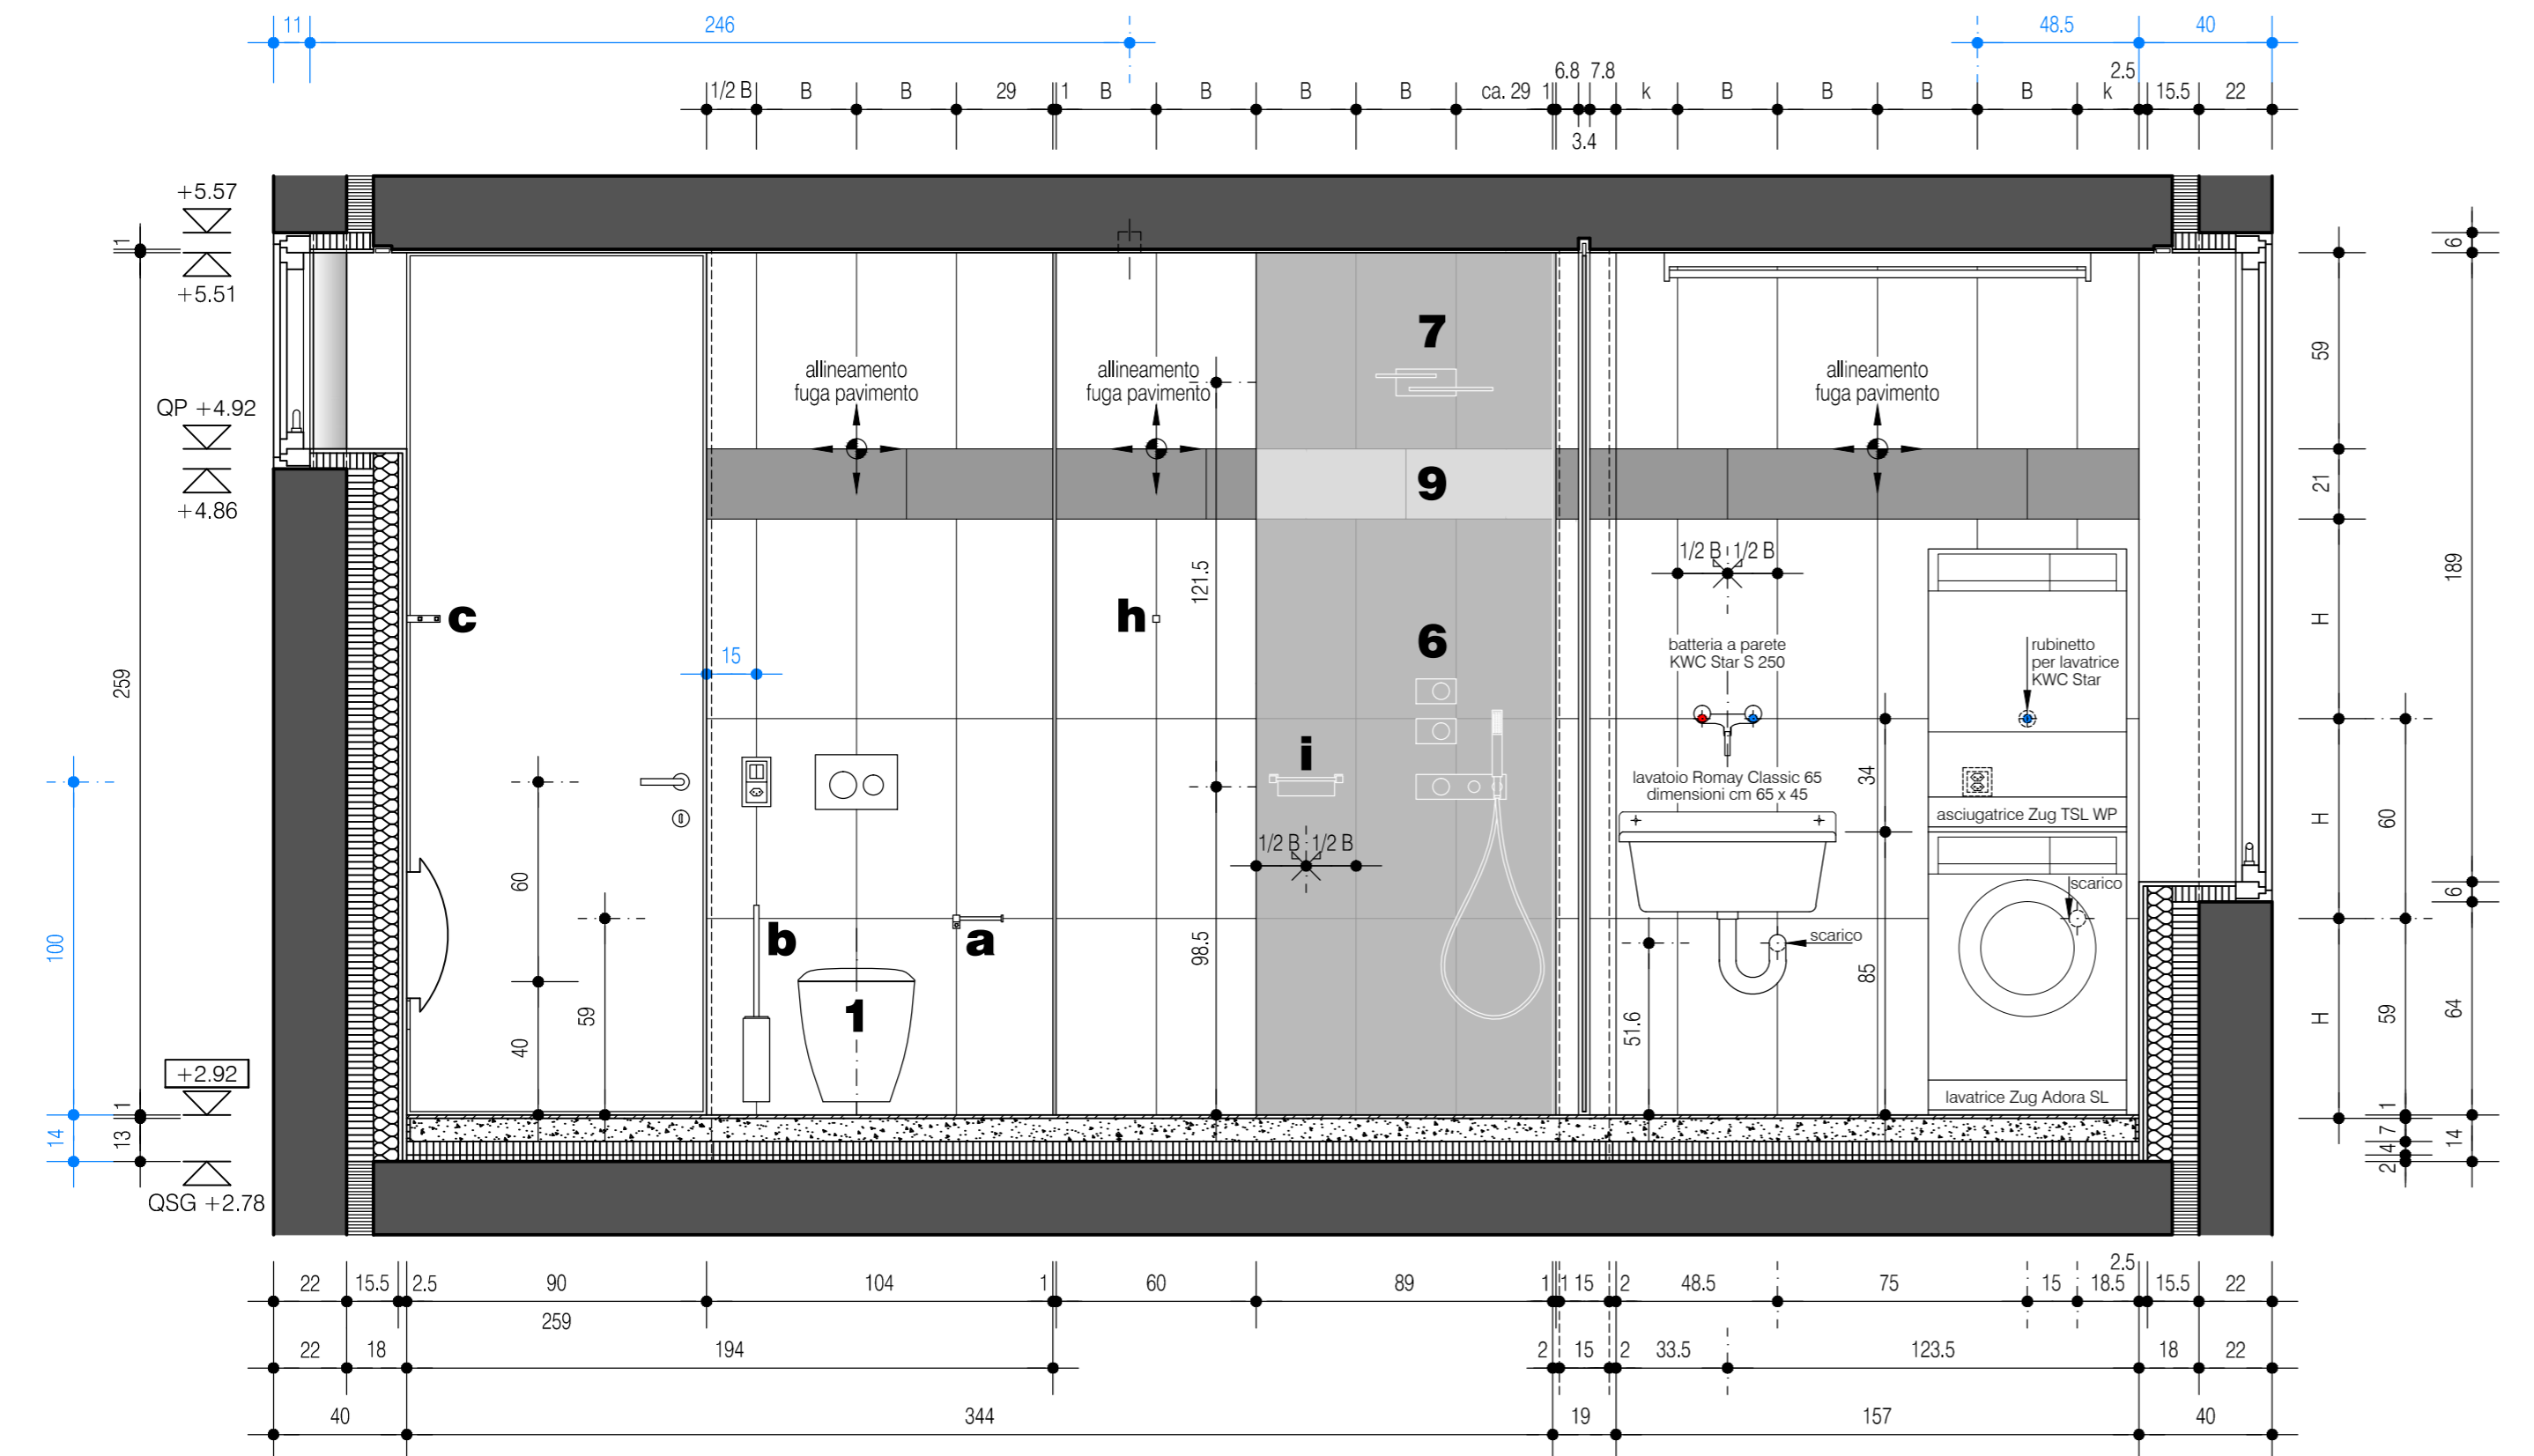 11 246 48.5 40
6.8 7.8 2.5
1/2 B B B 29 1 B B B B ca. 29 1 k B B B B k 15.5 22
3.4
+5.57
1
+5.51
6
7
allineamento
fuga pavimento
allineamento
fuga pavimento
allineamento
fuga pavimento
59
QP +4.92
+4.86
9
21
1/2 B 1/2 B
121.5
189
c
h
6
H
batteria a parete
KWC Star S 250
rubinetto
per lavatrice
KWC Star
15
259
i
lavatoio Romay Classic 65
dimensioni cm 65 x 45
34
asciugatrice Zug TSL WP
H
60
1/2 B 1/2 B
60
100
b
a
98.5
scarico
scarico
6
85
59
40
1
51.6
H
59
64
+2.92
lavatrice Zug Adora SL
1
13
14
1
7
4
2
14
QSG +2.78
2.5
22 15.5 2.5 90 104 1 60 89 1 1 15 2 48.5 75 15 18.5 15.5 22
259
22 18 194 2 15 2 33.5 123.5 18 22
40 344 19 157 40